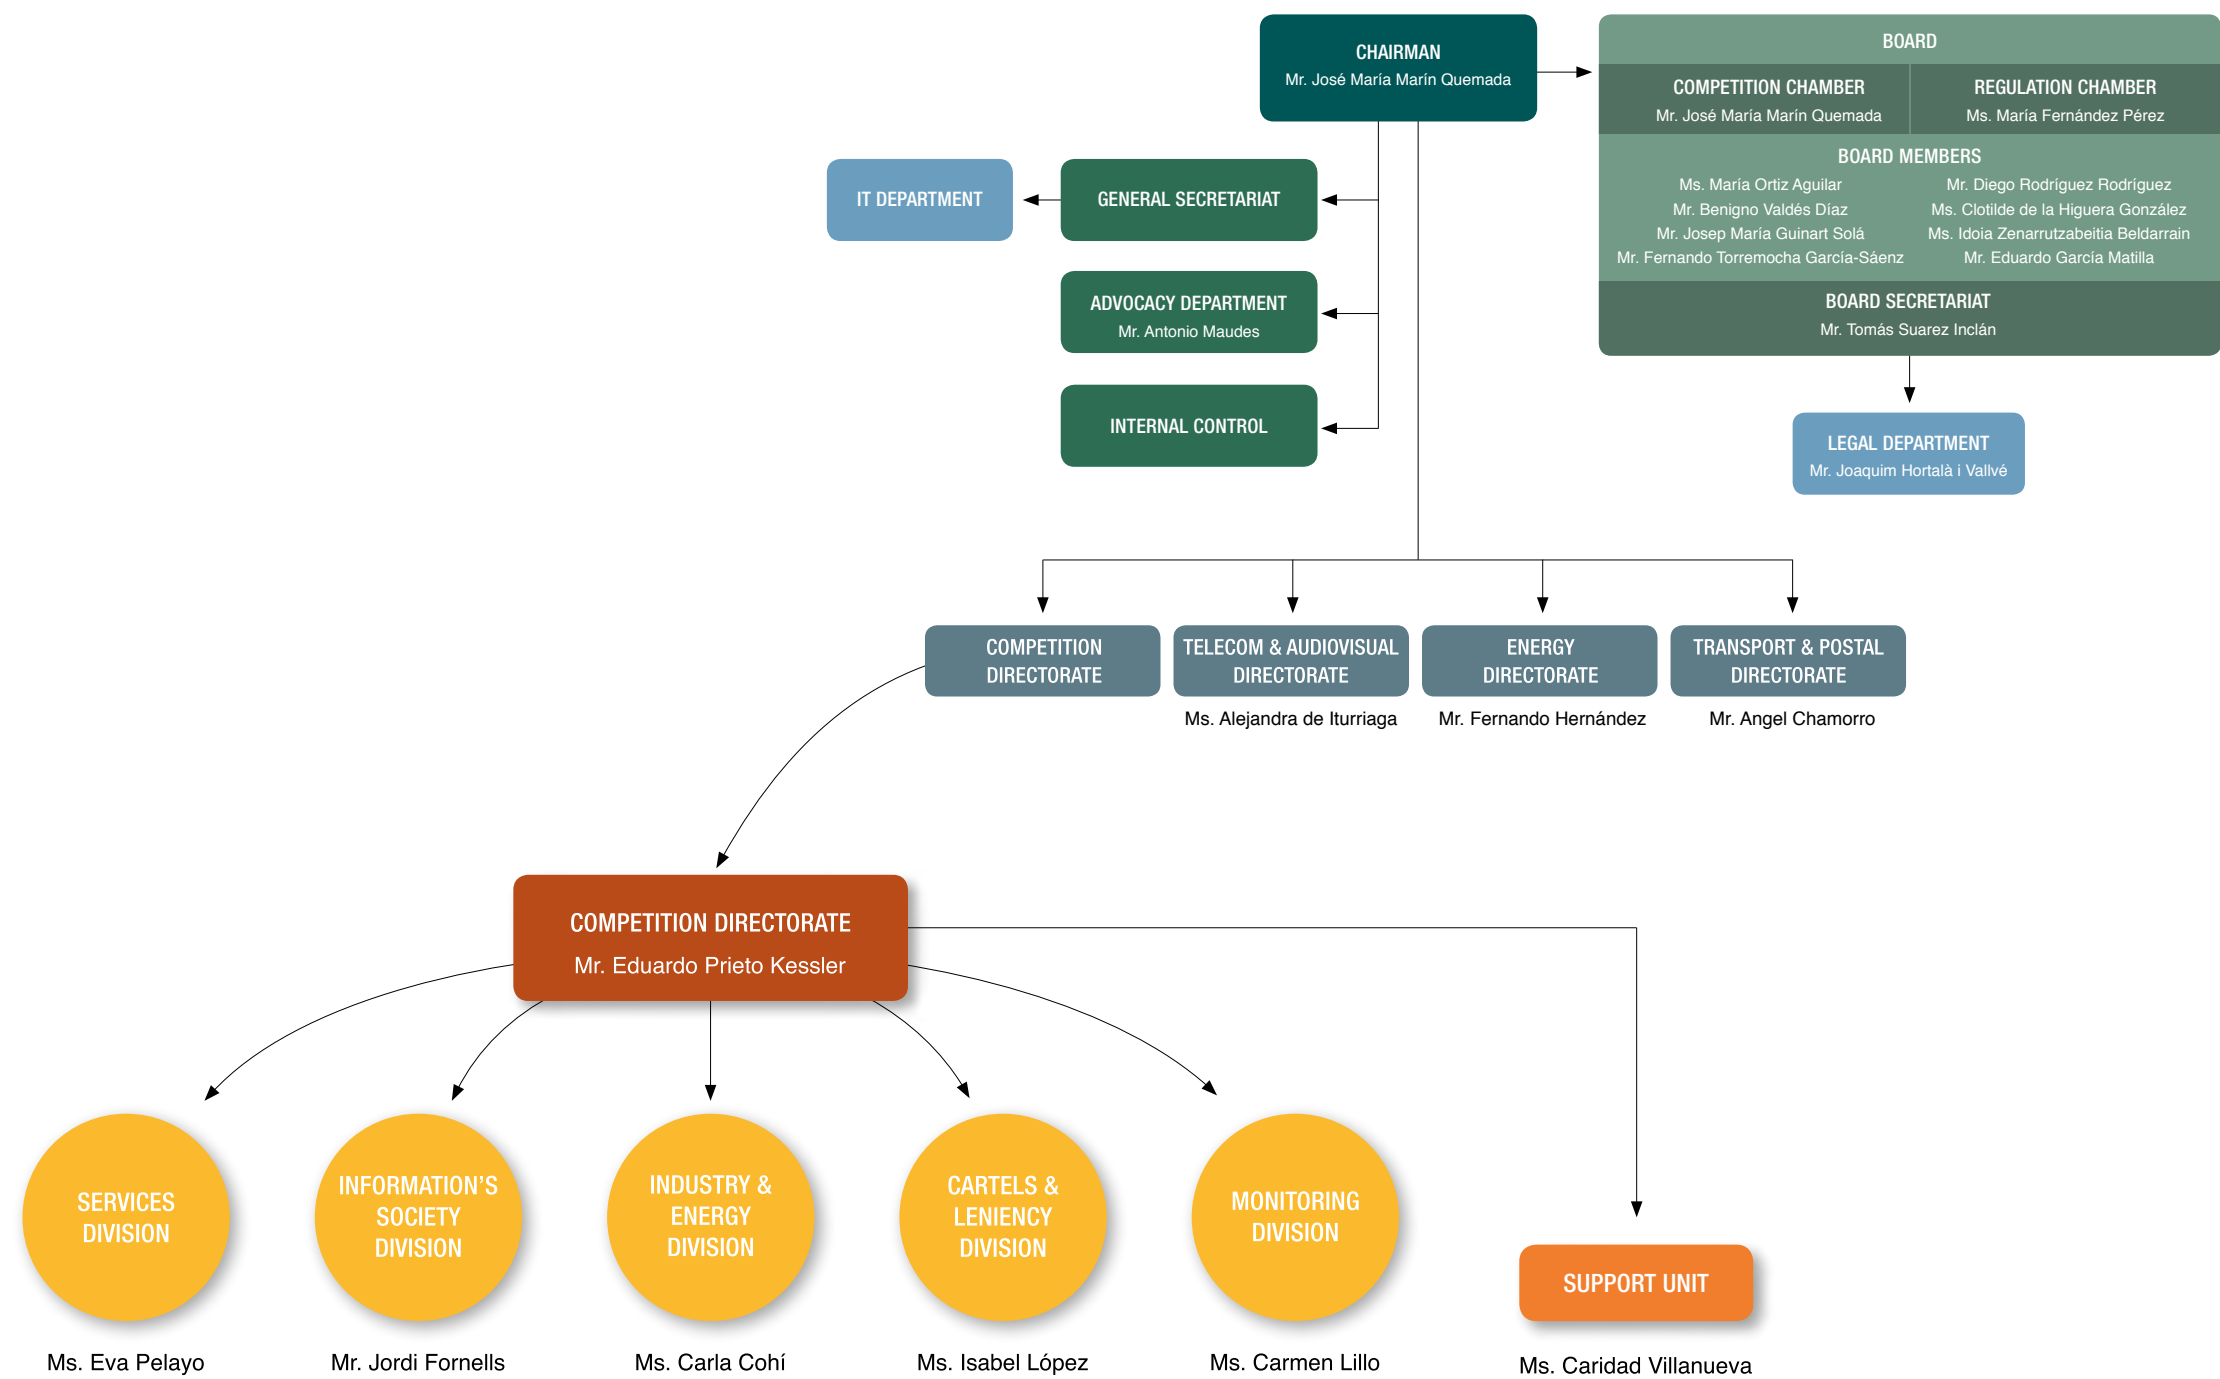 CHAIRMAN
Mr. José María Marín Quemada
BOARD
COMPETITION CHAMBER
Mr. José María Marín Quemada
REGULATION CHAMBER
Ms. María Fernández Pérez
BOARD MEMBERS
Ms. María Ortiz Aguilar
Mr. Diego Rodríguez Rodríguez
Mr. Benigno Valdés Díaz
Ms. Clotilde de la Higuera González
Mr. Josep María Guinart Solá
Ms. Idoia Zenarrutzabeitia Beldarrain
Mr. Fernando Torremocha García-Sáenz
Mr. Eduardo García Matilla
BOARD SECRETARIAT
Mr. Tomás Suarez Inclán
IT DEPARTMENT
GENERAL SECRETARIAT
ADVOCACY DEPARTMENT
Mr. Antonio Maudes
INTERNAL CONTROL
LEGAL DEPARTMENT
Mr. Joaquim Hortalà i Vallvé
COMPETITION
DIRECTORATE
TELECOM & AUDIOVISUAL
DIRECTORATE
Ms. Alejandra de Iturriaga
ENERGY
DIRECTORATE
Mr. Fernando Hernández
TRANSPORT & POSTAL
DIRECTORATE
Mr. Angel Chamorro
COMPETITION DIRECTORATE
Mr. Eduardo Prieto Kessler
SERVICES
DIVISION
Ms. Eva Pelayo
INFORMATION’S
SOCIETY
DIVISION
Mr. Jordi Fornells
INDUSTRY &
ENERGY
DIVISION
Ms. Carla Cohí
CARTELS &
LENIENCY
DIVISION
Ms. Isabel López
MONITORING
DIVISION
Ms. Carmen Lillo
SUPPORT UNIT
Ms. Caridad Villanueva